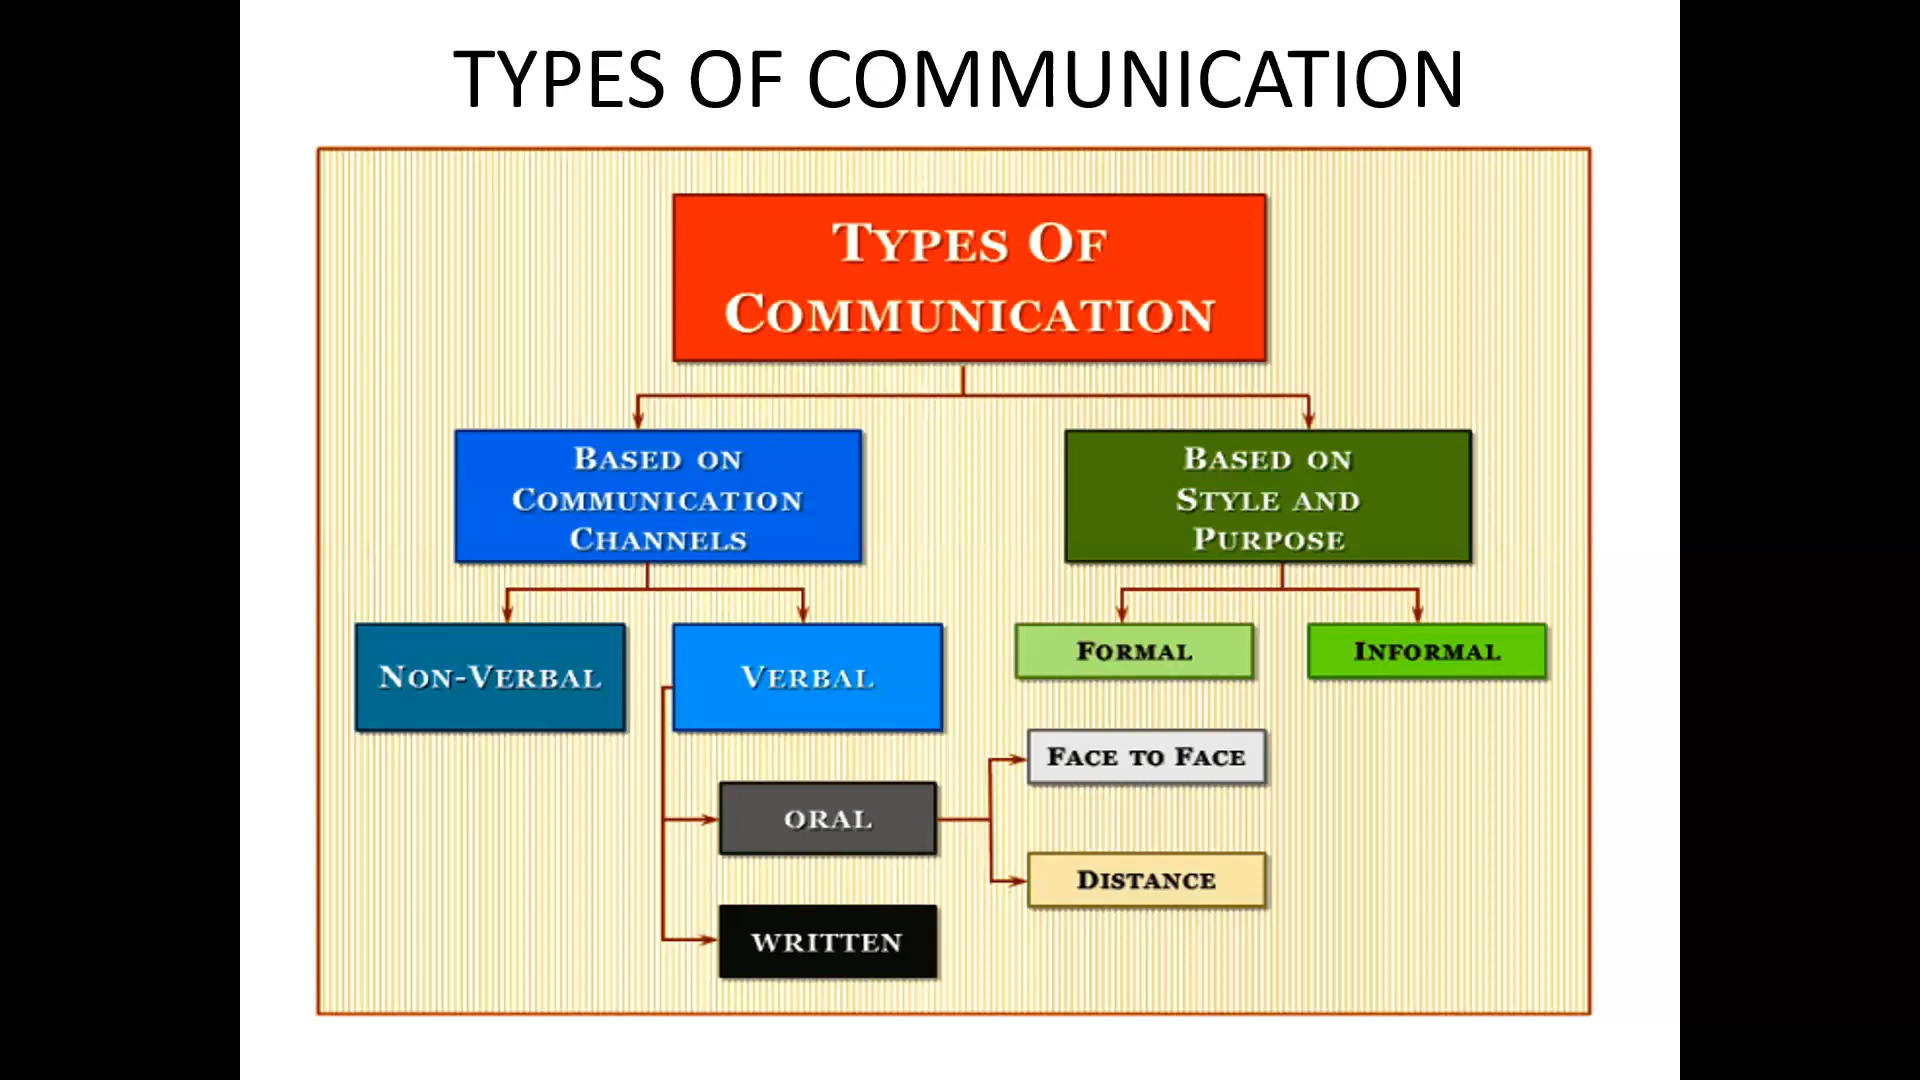 TYPES OF COMMUNICATION
TYPES OF
COMMUNICATION
BASED ON
COMMUNICATION
CHANNELS
BASED ON
STYLE AND
PURPOSE
NON-VERBAL
VERBAL
FORMAL
INFORMAL
FACE TO FACE
ORAL
DISTANCE
WRITTEN